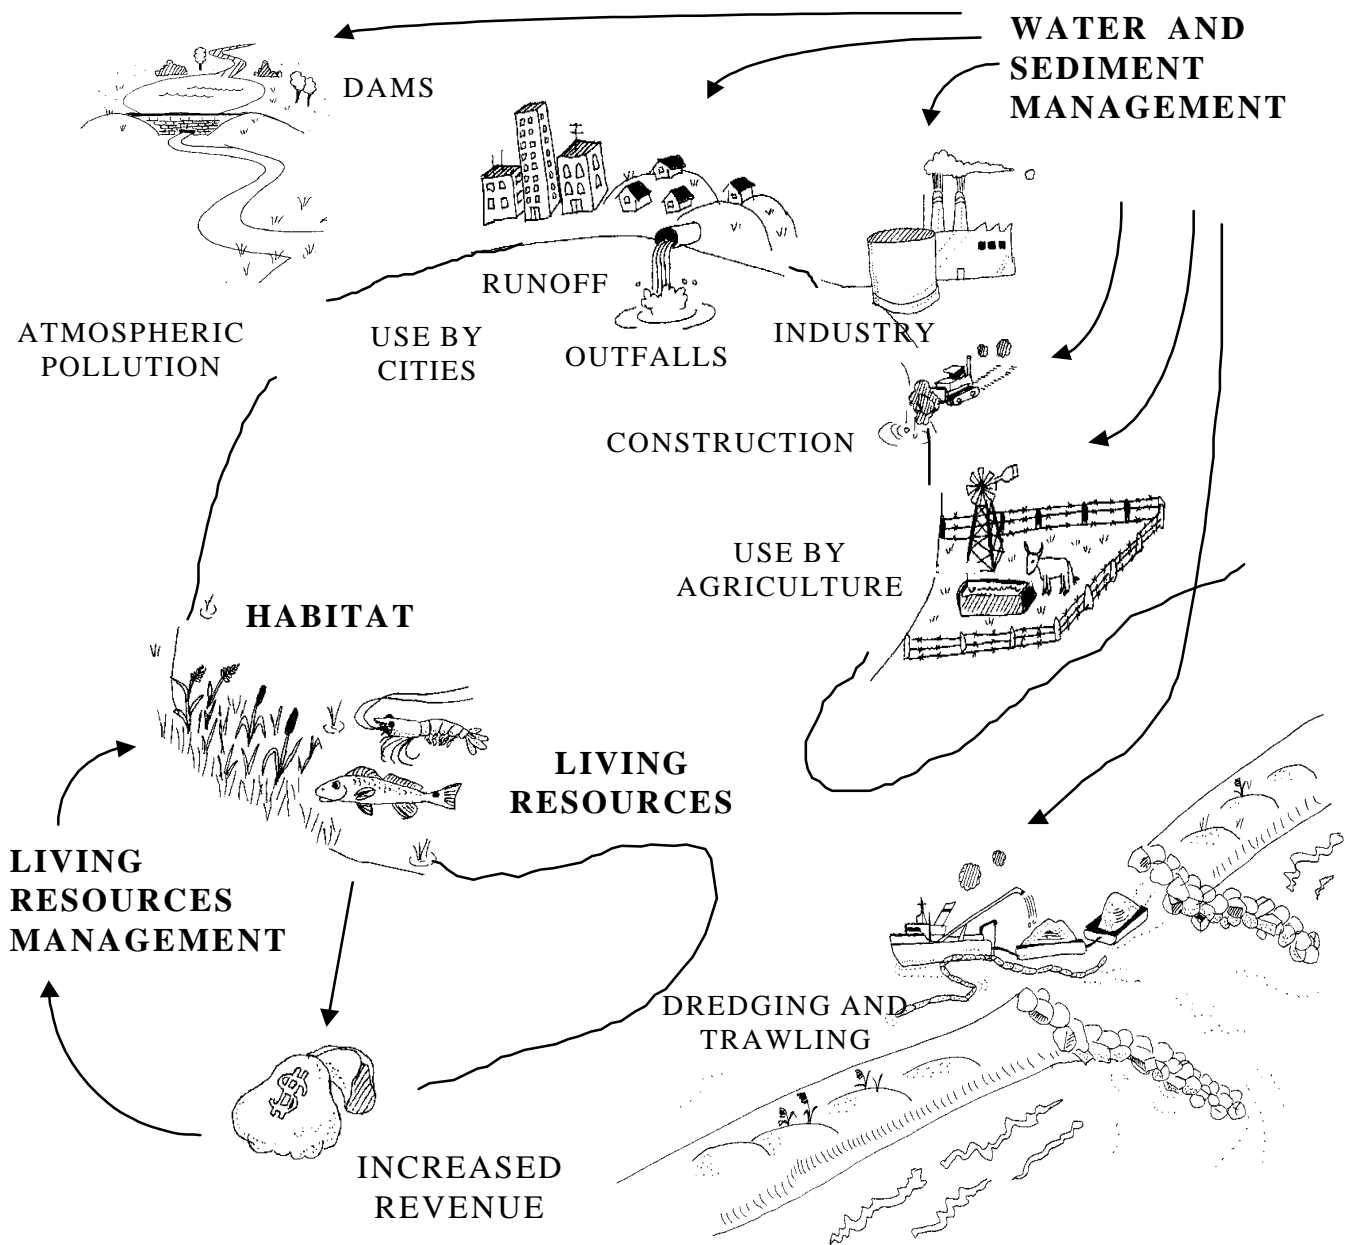 WATER AND
SEDIMENT
MANAGEMENT
DAMS
RUNOFF
ATMOSPHERIC
POLLUTION
USE BY
CITIES
OUTFALLS
INDUSTRY
CONSTRUCTION
USE BY
AGRICULTURE
HABITAT
LIVING
RESOURCES
LIVING
RESOURCES
MANAGEMENT
DREDGING AND
TRAWLING
$
INCREASED
REVENUE